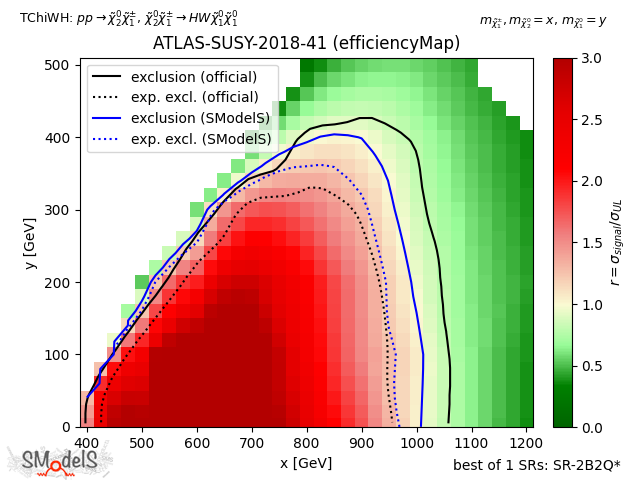 TChiWH: pp → χ̃⁰₂χ̃±₁, χ̃⁰₂χ̃±₁ → HWχ̃⁰₁χ̃⁰₁
m_χ̃±₁, m_χ̃⁰₂ = x, m_χ̃⁰₁ = y
ATLAS-SUSY-2018-41 (efficiencyMap)
exclusion (official)
exp. excl. (official)
exclusion (SModelS)
exp. excl. (SModelS)
500
400
300
200
100
0
y [GeV]
400 500 600 700 800 900 1000 1100 1200
x [GeV]
3.0
2.5
2.0
1.5
1.0
0.5
0.0
r = σ_signal/σ_UL
SModelS
best of 1 SRs: SR-2B2Q*